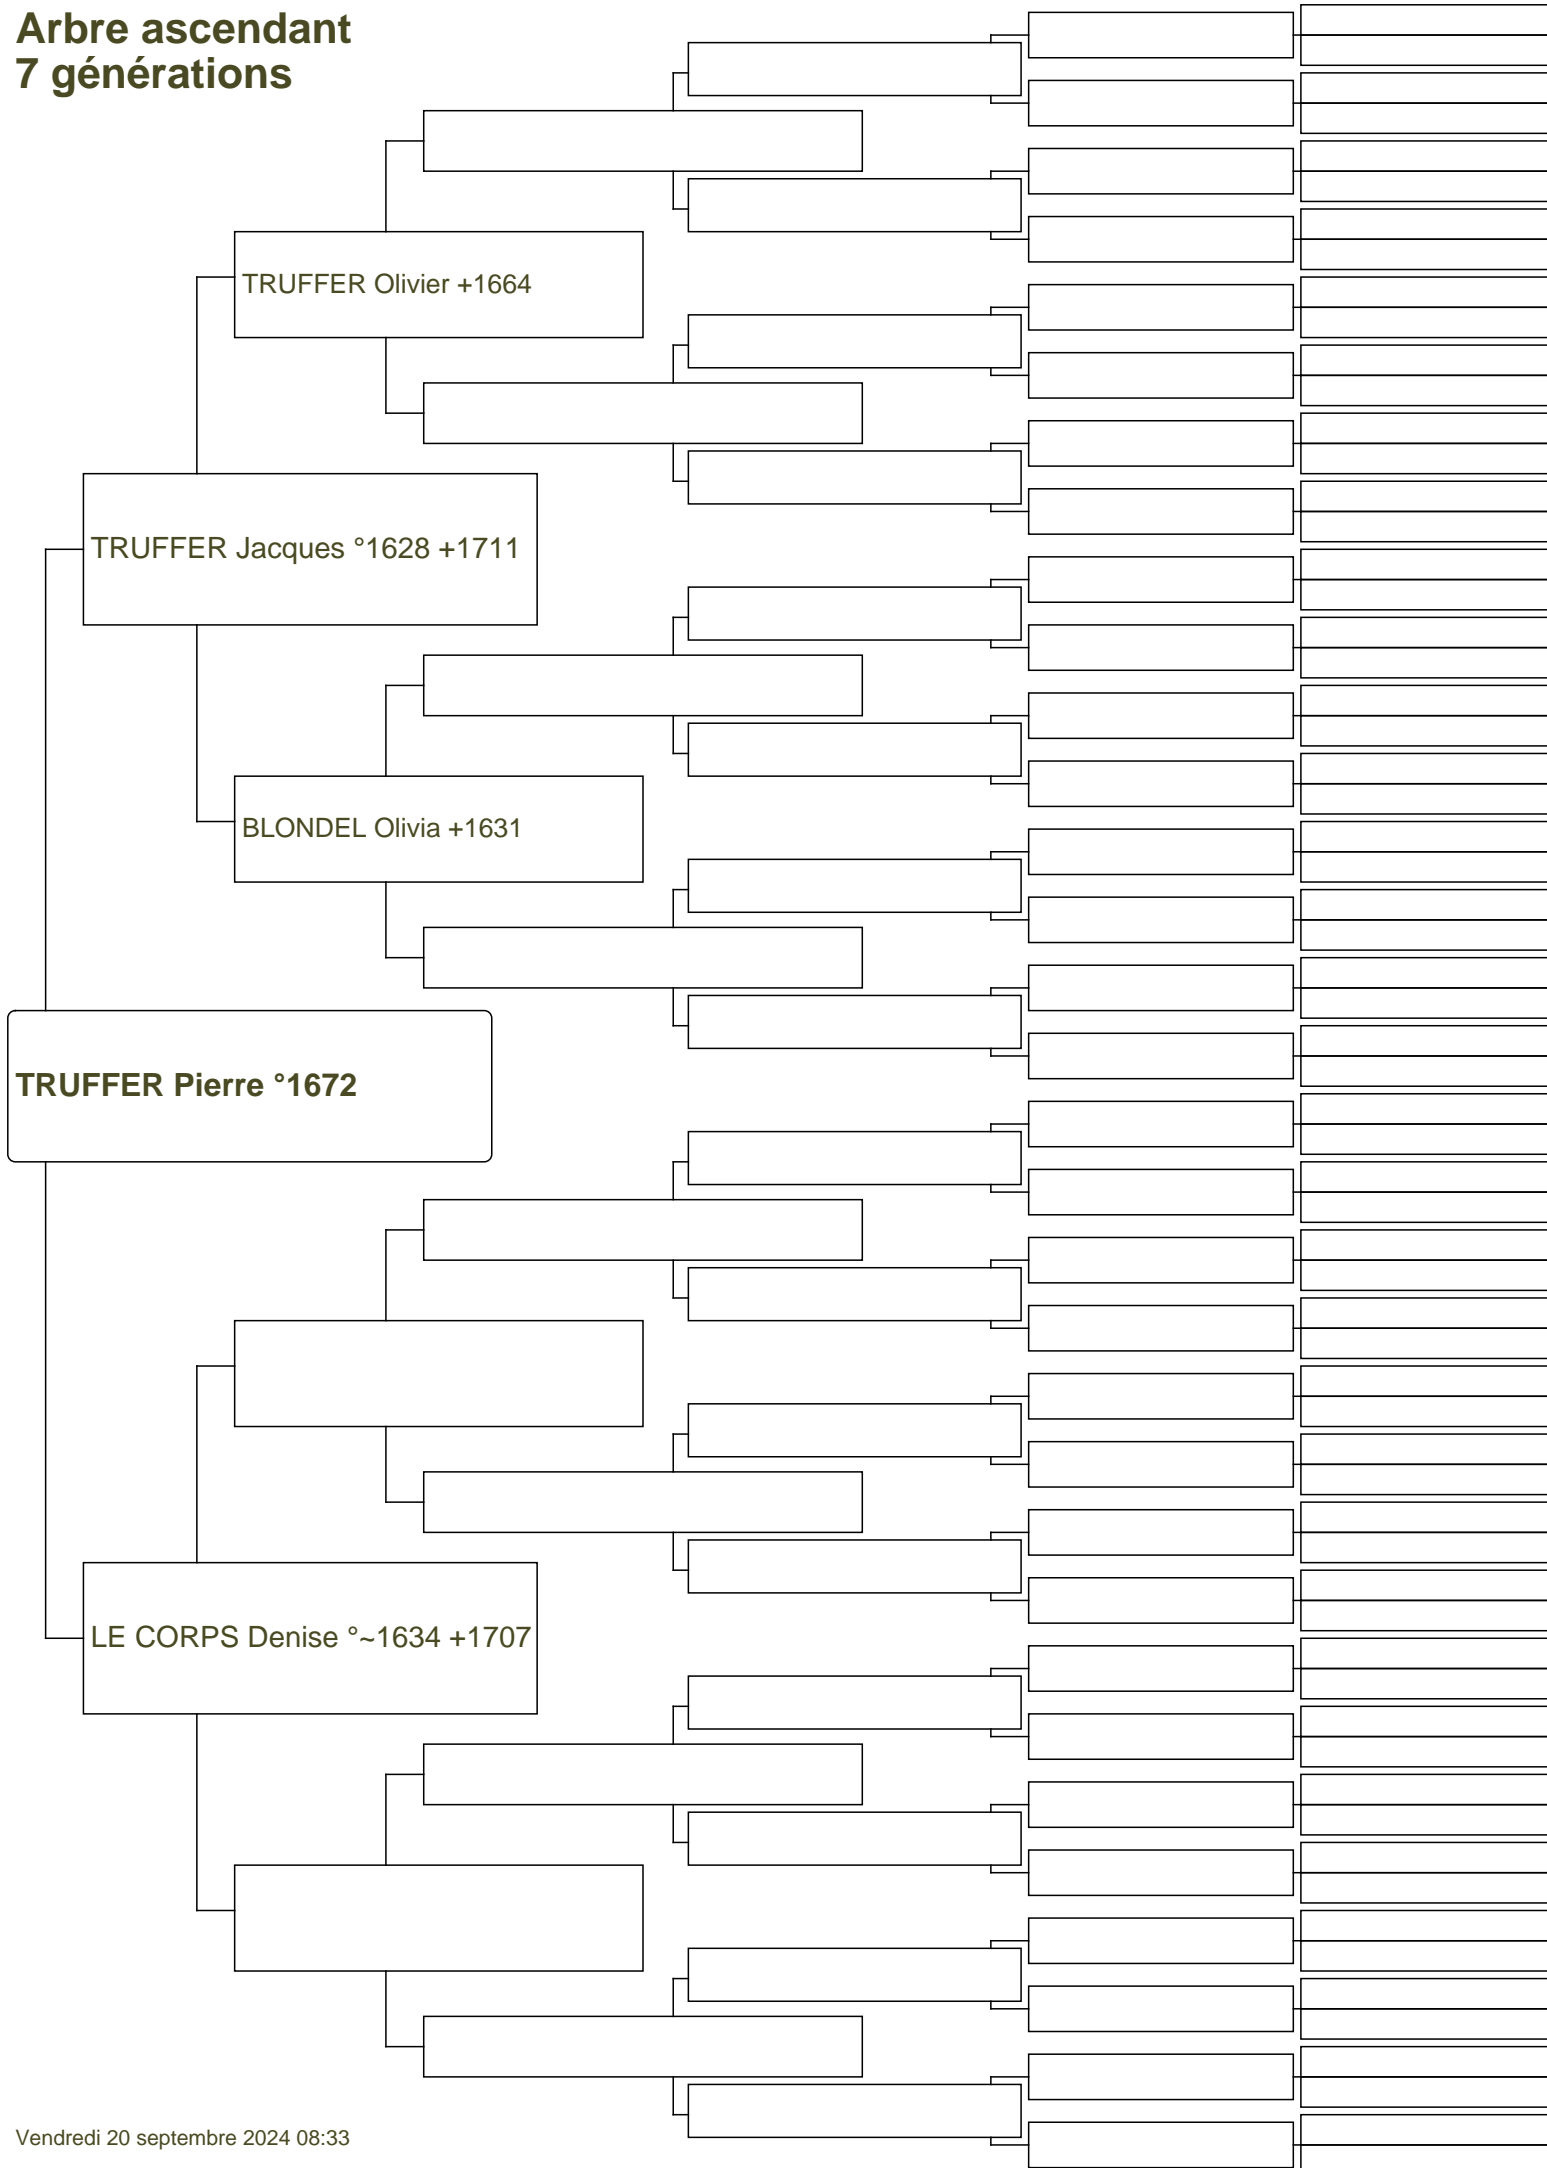 Arbre ascendant
7 générations
TRUFFER Olivier +1664
TRUFFER Jacques °1628 +1711
BLONDEL Olivia +1631
TRUFFER Pierre °1672
LE CORPS Denise °~1634 +1707
Vendredi 20 septembre 2024 08:33